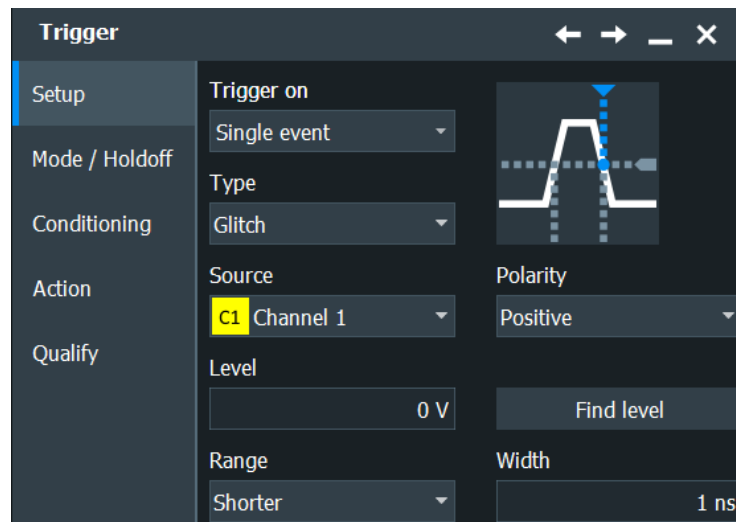 Trigger
Setup
Mode / Holdoff
Conditioning
Action
Qualify
Trigger on
Single event
Type
Glitch
Source
C1 Channel 1
Polarity
Positive
Level
0 V
Find level
Range
Shorter
Width
1 ns